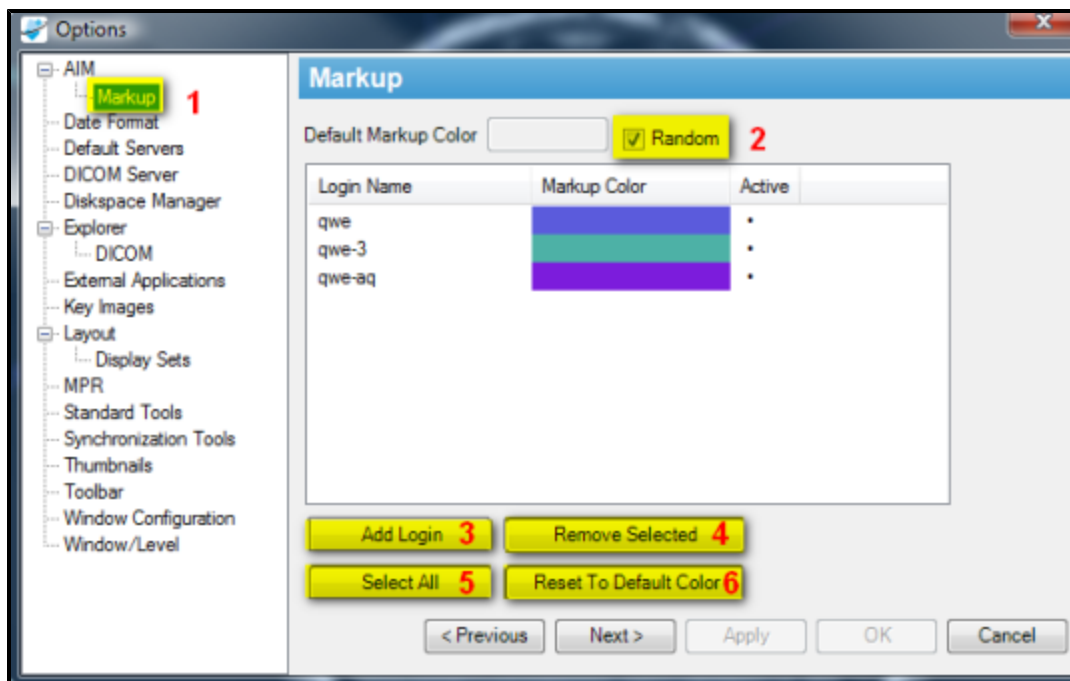 Options
AIM
Markup 1
Date Format
Default Servers
DICOM Server
Diskspace Manager
Explorer
DICOM
External Applications
Key Images
Layout
Display Sets
MPR
Standard Tools
Synchronization Tools
Thumbnails
Toolbar
Window Configuration
Window/Level
Markup
Default Markup Color Random 2
Login Name Markup Color Active
qwe •
qwe-3 •
qwe-aq •
Add Login 3 Remove Selected 4
Select All 5 Reset To Default Color 6
< Previous Next > Apply OK Cancel